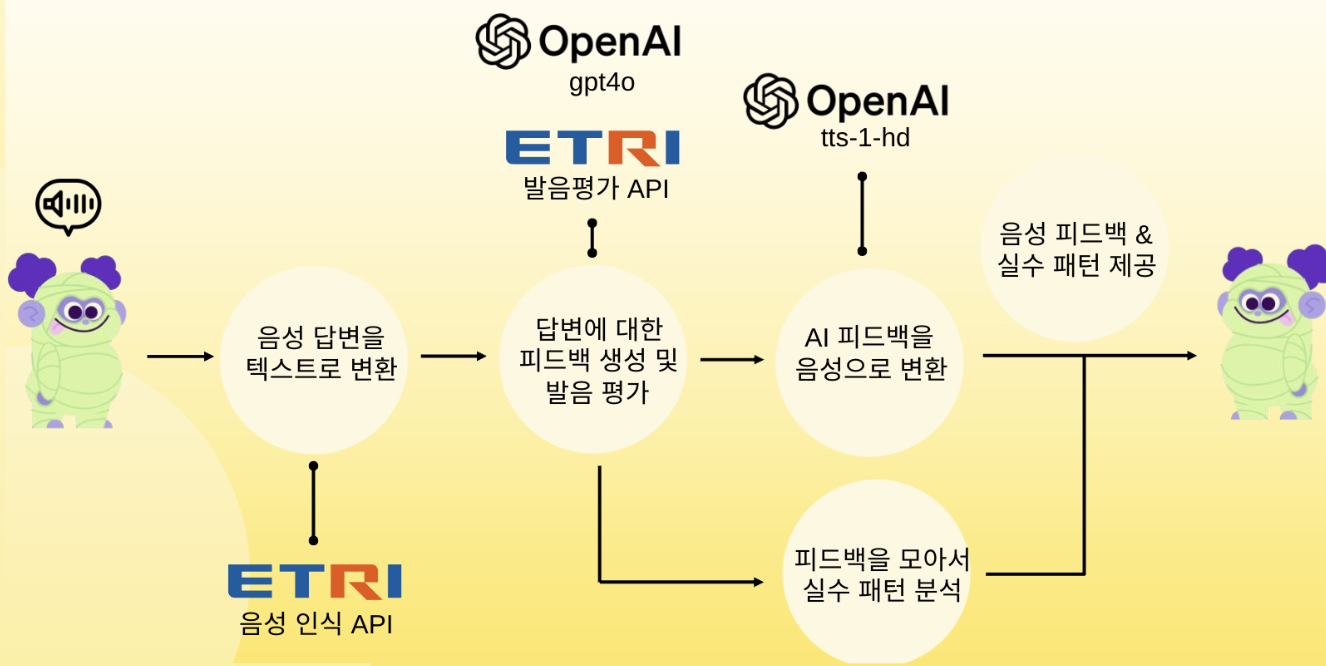 OpenAI
gpt4o
ETRI
발음평가 API
OpenAI
tts-1-hd
음성 답변을
텍스트로 변환
ETRI
음성 인식 API
답변에 대한
피드백 생성 및
발음 평가
AI 피드백을
음성으로 변환
피드백을 모아서
실수 패턴 분석
음성 피드백 &
실수 패턴 제공